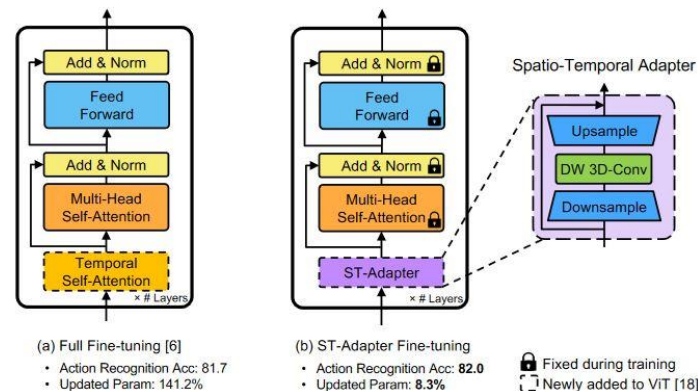 Add & Norm
Feed
Forward
Add & Norm
Multi-Head
Self-Attention
Temporal
Self-Attention
× # Layers
(a) Full Fine-tuning [6]
• Action Recognition Acc: 81.7
• Updated Param: 141.2%
Add & Norm
Feed
Forward
Add & Norm
Multi-Head
Self-Attention
ST-Adapter
× # Layers
(b) ST-Adapter Fine-tuning
• Action Recognition Acc: 82.0
• Updated Param: 8.3%
Spatio-Temporal Adapter
Upsample
DW 3D-Conv
Downsample
Fixed during training
Newly added to ViT [18]